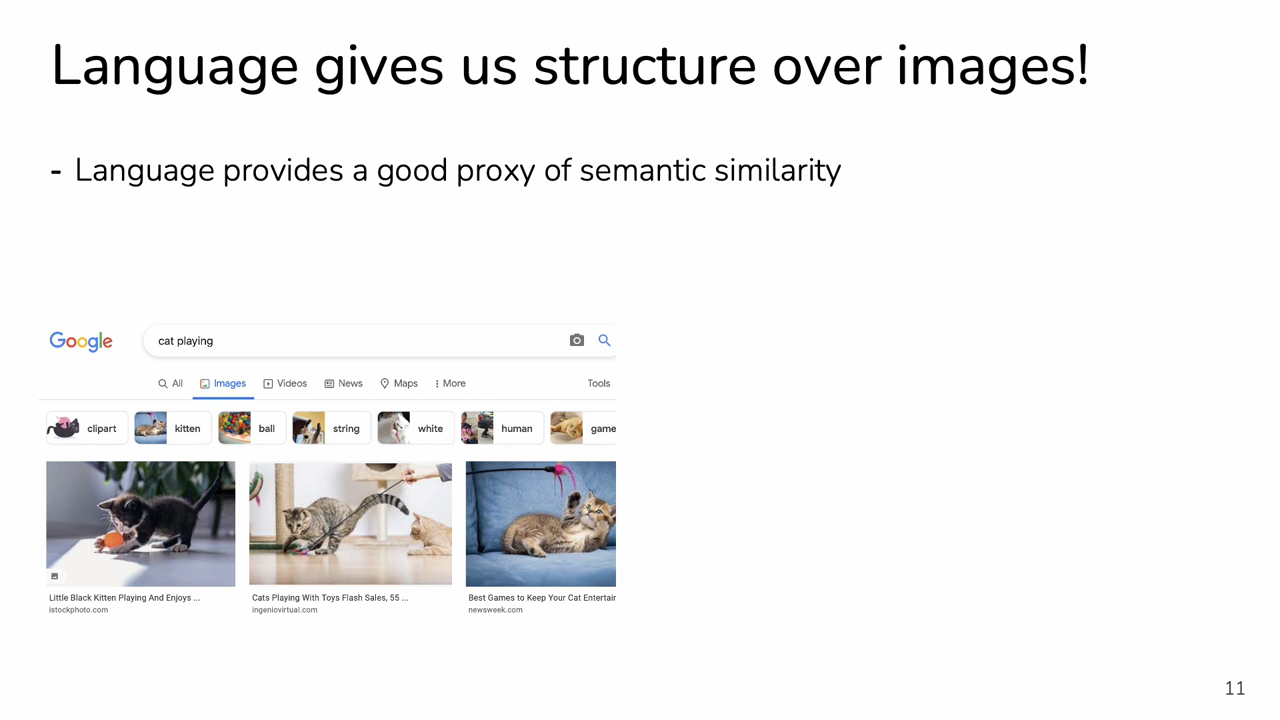 Language gives us structure over images!
- Language provides a good proxy of semantic similarity
Google cat playing
All Images Videos News Maps More Tools
clipart kitten ball string white human game
Little Black Kitten Playing And Enjoys ... Cats Playing With Toys Flash Sales, 55 ... Best Games to Keep Your Cat Entertain
istockphoto.com ingeniovirtual.com newsweek.com
11